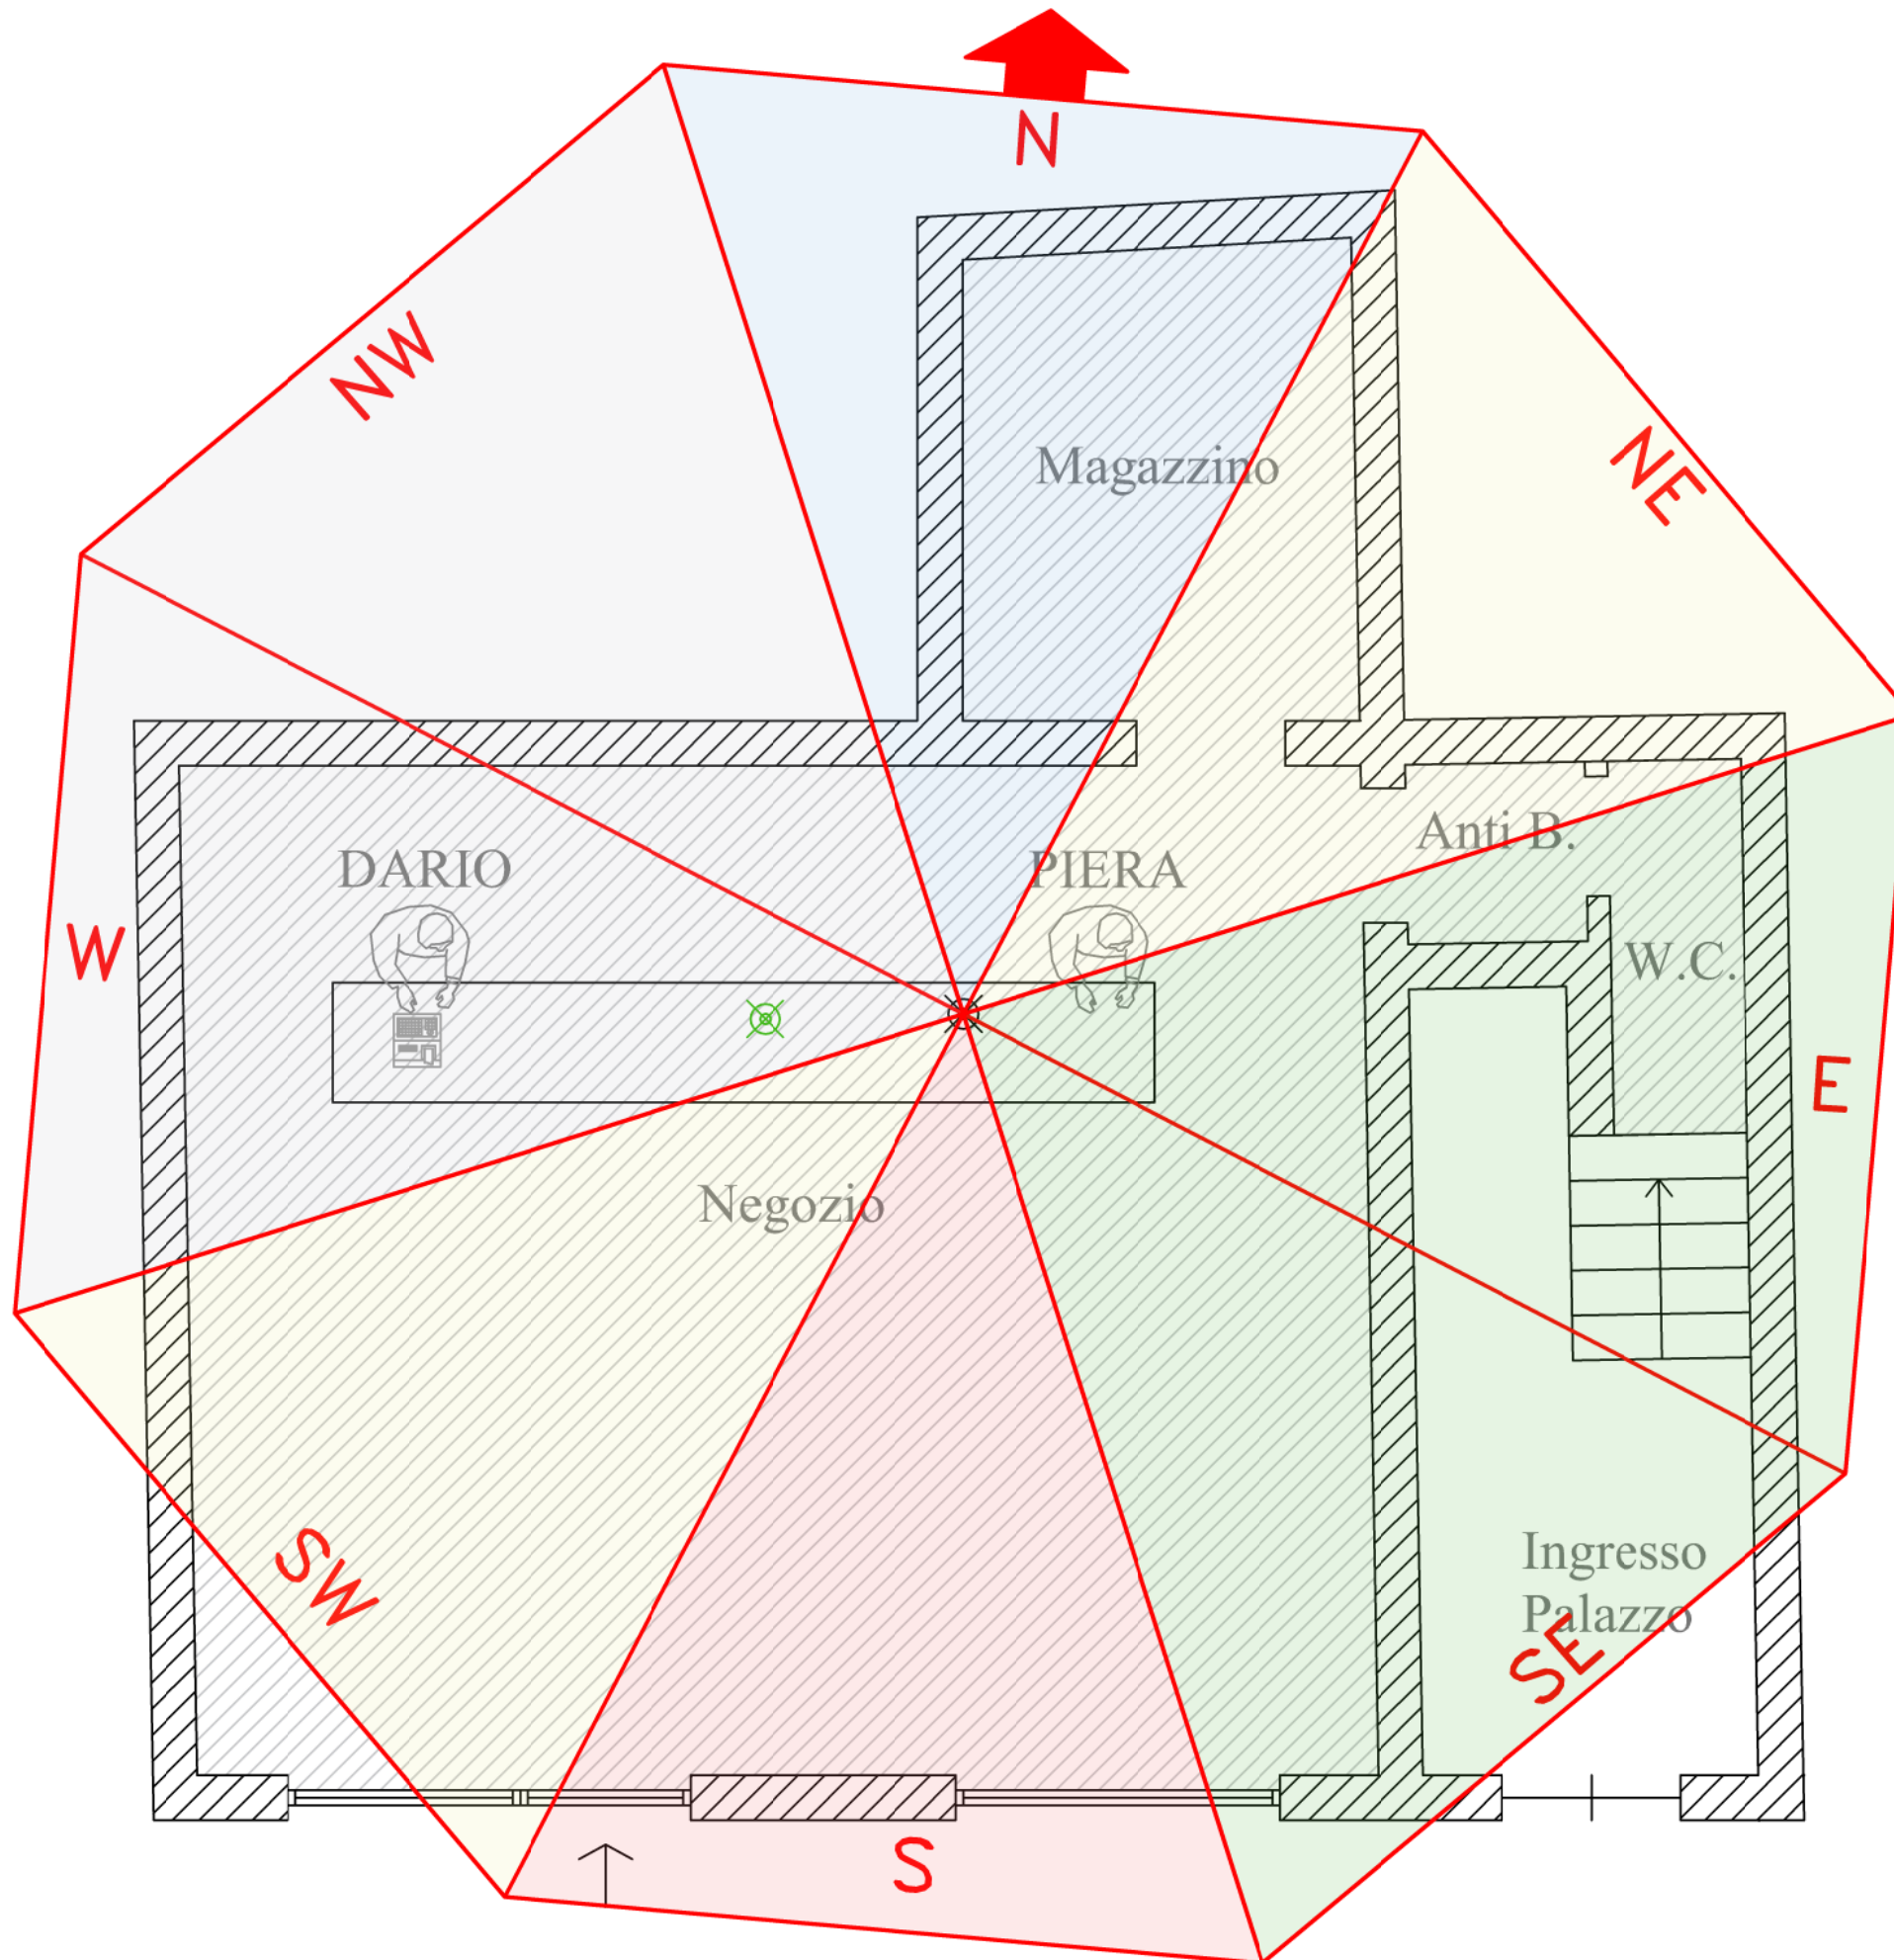 N
NW
NE
Magazzino
Anti B.
DARIO
PIERA
W
W.C.
E
Negozio
SW
Ingresso
Palazzo
SE
S